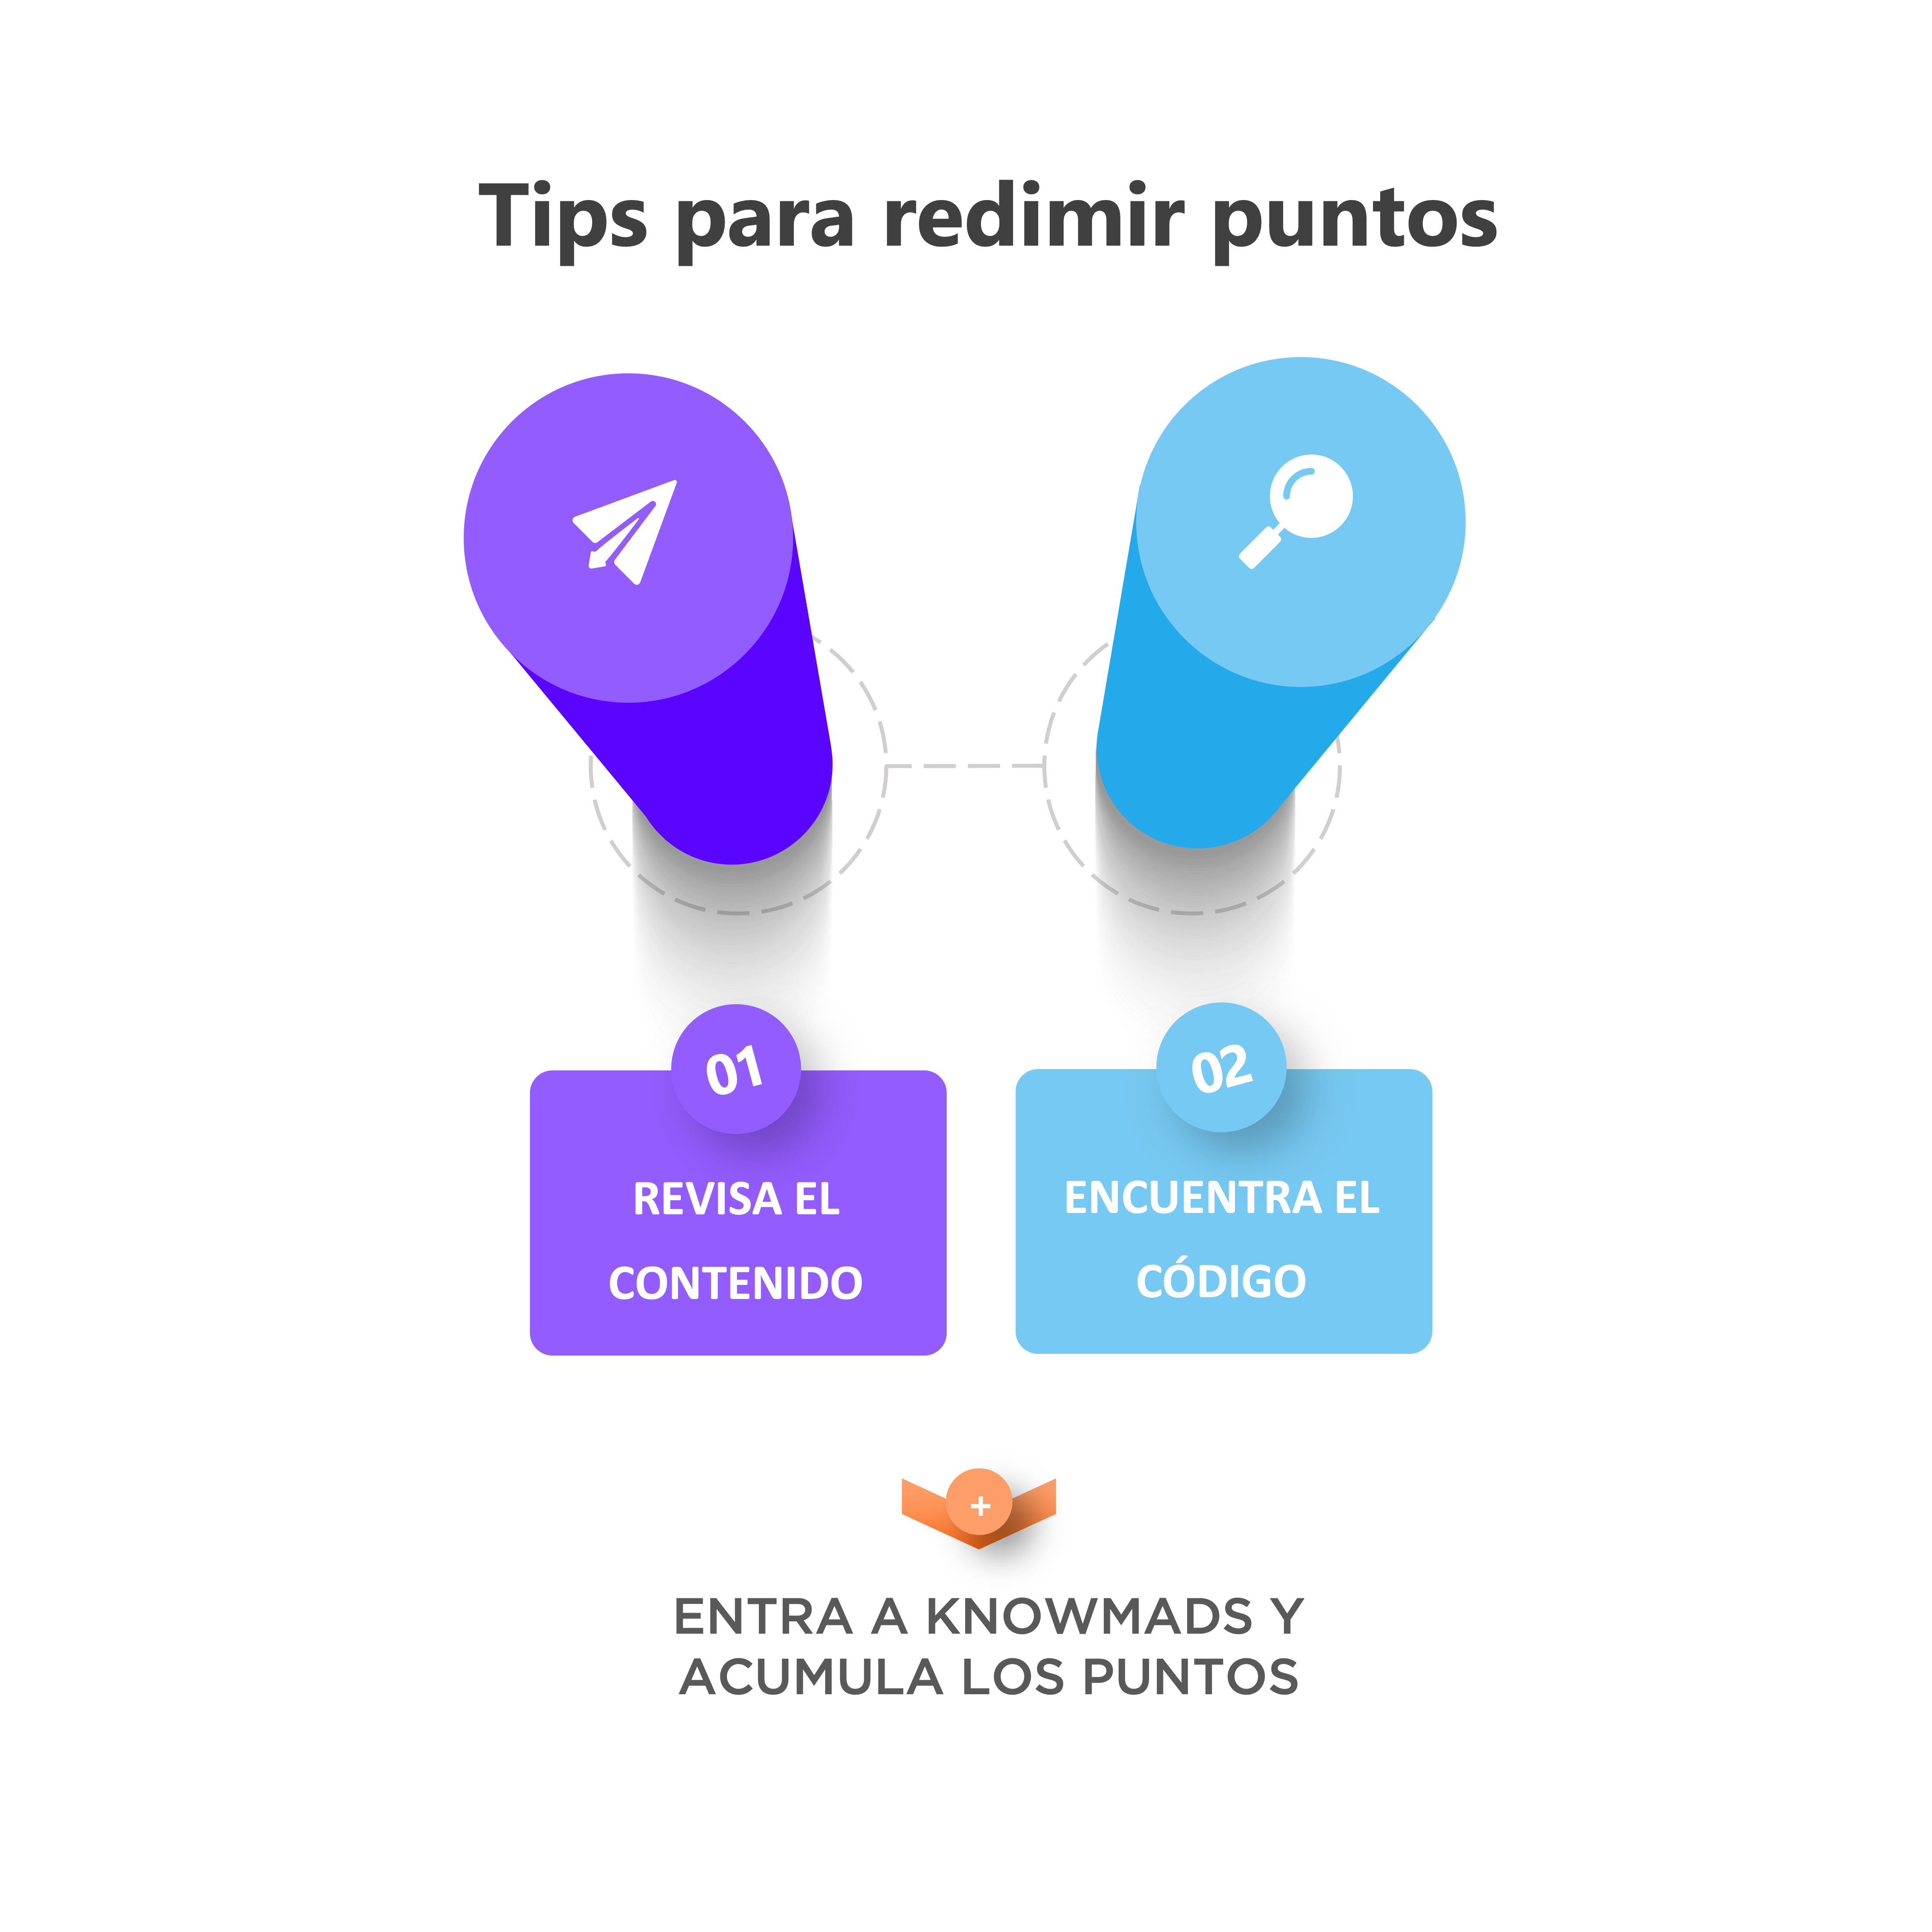 Tips para redimir puntos
01
REVISA EL
CONTENIDO
02
ENCUENTRA EL
CÓDIGO
+
ENTRA A KNOWMADS Y
ACUMULA LOS PUNTOS